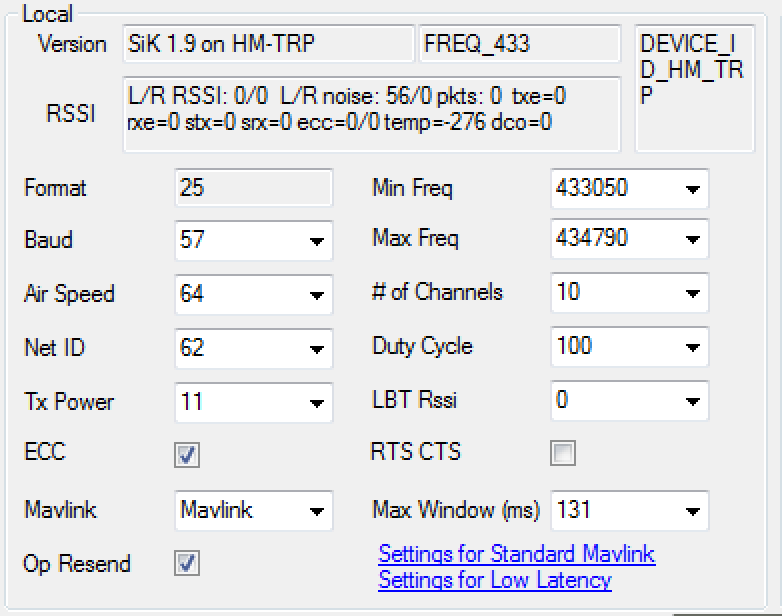 Local
Version SiK 1.9 on HM-TRP FREQ_433 DEVICE_I
D_HM_TR
P
RSSI L/R RSSI: 0/0 L/R noise: 56/0 pkts: 0 txe=0
rxe=0 stx=0 srx=0 ecc=0/0 temp=-276 dco=0
Format 25 Min Freq 433050
Baud 57 Max Freq 434790
Air Speed 64 # of Channels 10
Net ID 62 Duty Cycle 100
Tx Power 11 LBT Rssi 0
ECC RTS CTS
Mavlink Mavlink Max Window (ms) 131
Op Resend Settings for Standard Mavlink
Settings for Low Latency